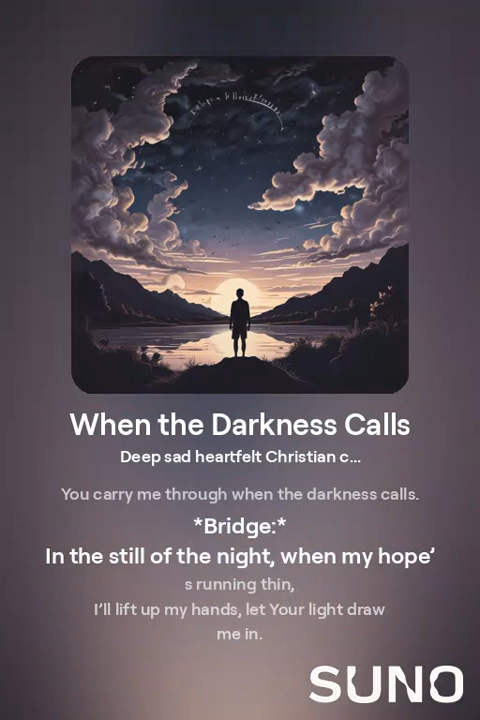 When the Darkness Calls
Deep sad heartfelt Christian c...
You carry me through when the darkness calls.
*Bridge:*
In the still of the night, when my hope’
s running thin,
I’ll lift up my hands, let Your light draw
me in.
SUNO